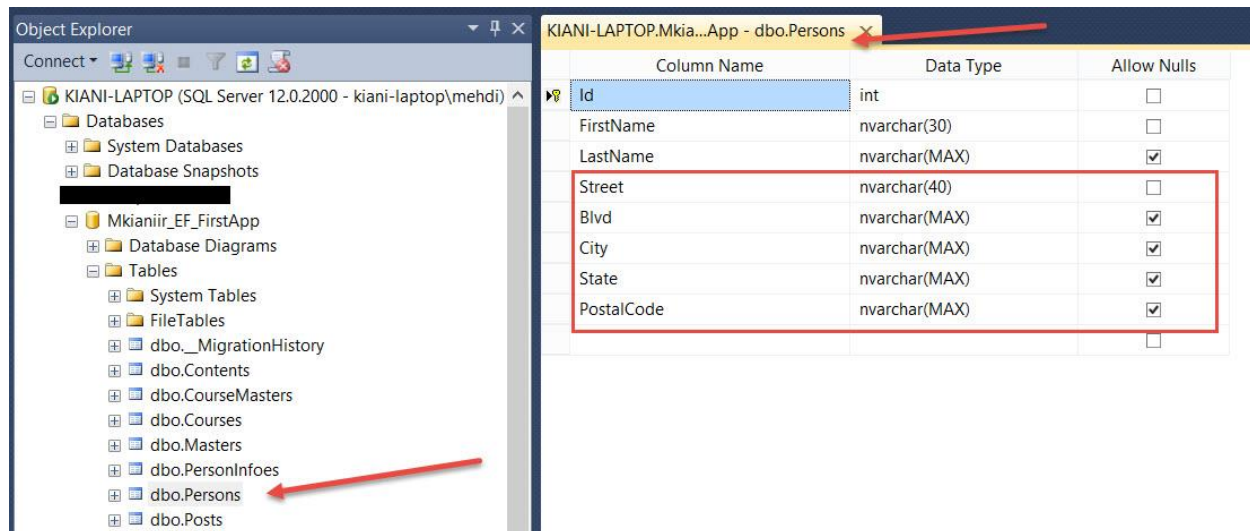 Object Explorer
Connect
KIANI-LAPTOP (SQL Server 12.0.2000 - kiani-laptop\mehdi)
Databases
System Databases
Database Snapshots
Mkianiir_EF_FirstApp
Database Diagrams
Tables
System Tables
FileTables
dbo.__MigrationHistory
dbo.Contents
dbo.CourseMasters
dbo.Courses
dbo.Masters
dbo.PersonInfoes
dbo.Persons
dbo.Posts
KIANI-LAPTOP.Mkia...App - dbo.Persons
Column Name Data Type Allow Nulls
Id int
FirstName nvarchar(30)
LastName nvarchar(MAX)
Street nvarchar(40)
Blvd nvarchar(MAX)
City nvarchar(MAX)
State nvarchar(MAX)
PostalCode nvarchar(MAX)